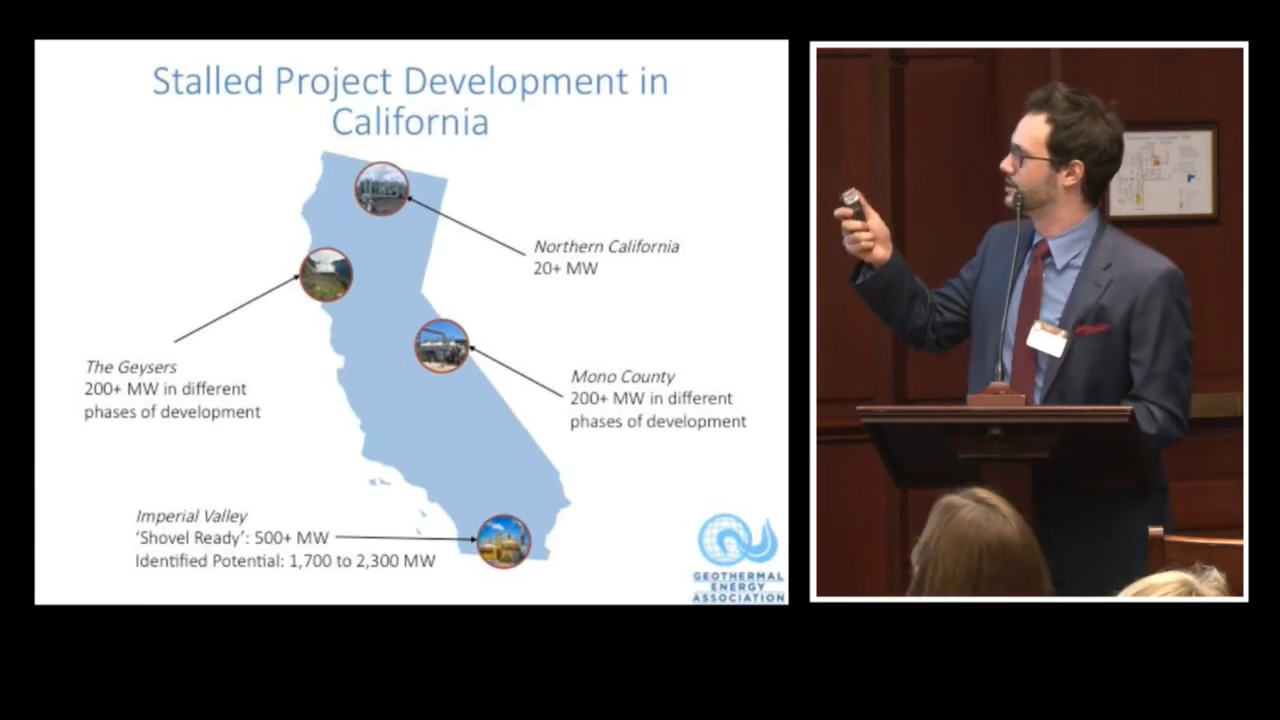 Stalled Project Development in
California
Northern California
20+ MW
The Geysers
200+ MW in different
phases of development
Mono County
200+ MW in different
phases of development
Imperial Valley
‘Shovel Ready’: 500+ MW
Identified Potential: 1,700 to 2,300 MW
GEOTHERMAL
ENERGY
ASSOCIATION